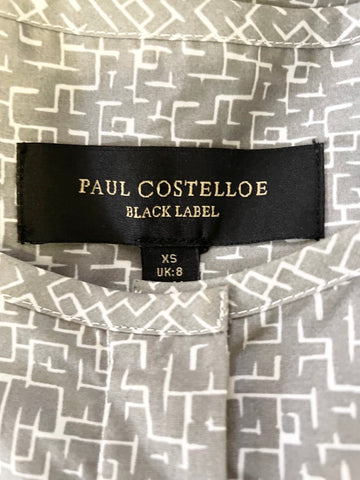 PAUL COSTELLOE
BLACK LABEL
XS
UK:8